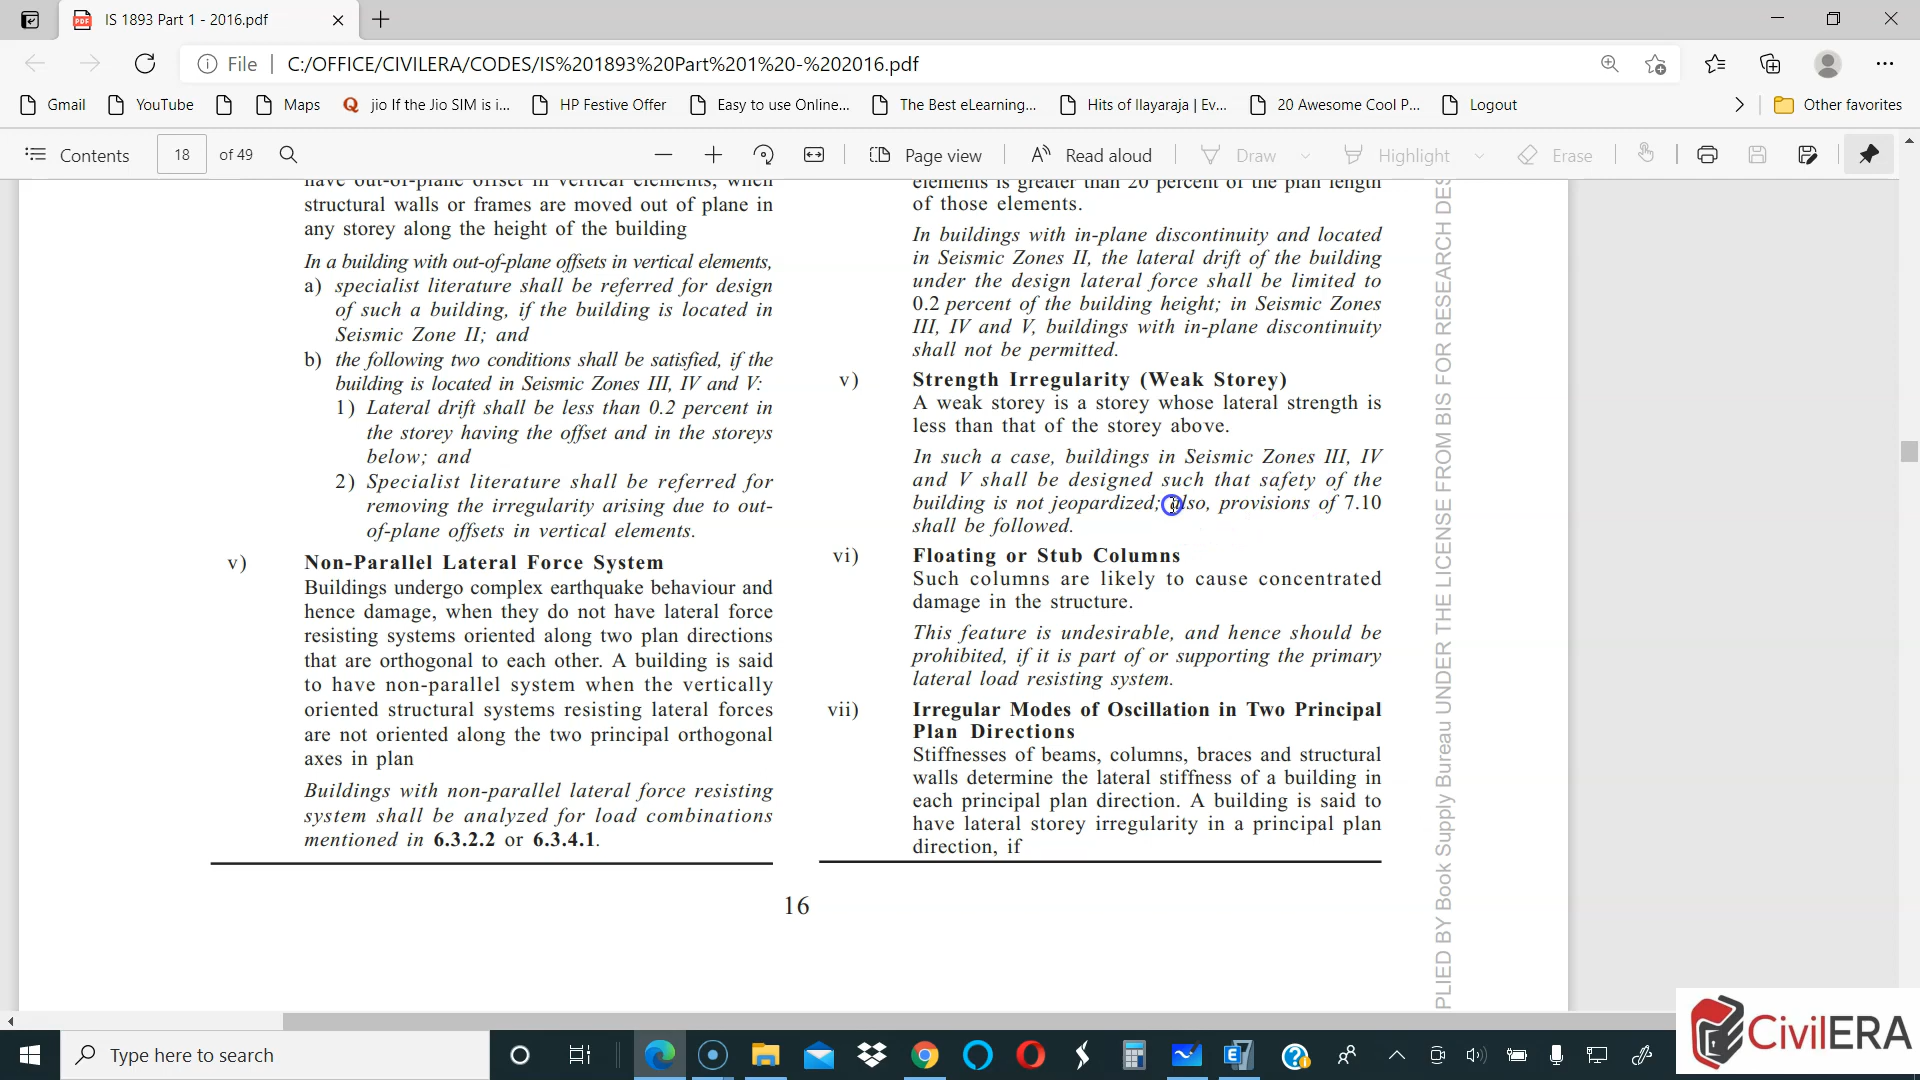 IS 1893 Part 1 - 2016.pdf
File
C:/OFFICE/CIVILERA/CODES/IS%201893%20Part%201%20-%202016.pdf
Gmail
YouTube
Maps
jio If the Jio SIM is i...
HP Festive Offer
Easy to use Online...
The Best eLearning...
Hits of Ilayaraja | Ev...
20 Awesome Cool P...
Logout
Other favorites
Contents
18
of 49
Page view
Read aloud
Draw
Highlight
Erase
have out-of-plane offset in vertical elements, when
structural walls or frames are moved out of plane in
any storey along the height of the building
In a building with out-of-plane offsets in vertical elements,
a) specialist literature shall be referred for design
of such a building, if the building is located in
Seismic Zone II; and
b) the following two conditions shall be satisfied, if the
building is located in Seismic Zones III, IV and V:
1) Lateral drift shall be less than 0.2 percent in
the storey having the offset and in the storeys
below; and
2) Specialist literature shall be referred for
removing the irregularity arising due to out-
of-plane offsets in vertical elements.
v) Non-Parallel Lateral Force System
Buildings undergo complex earthquake behaviour and
hence damage, when they do not have lateral force
resisting systems oriented along two plan directions
that are orthogonal to each other. A building is said
to have non-parallel system when the vertically
oriented structural systems resisting lateral forces
are not oriented along the two principal orthogonal
axes in plan
Buildings with non-parallel lateral force resisting
system shall be analyzed for load combinations
mentioned in 6.3.2.2 or 6.3.4.1.
elements is greater than 20 percent of the plan length
of those elements.
In buildings with in-plane discontinuity and located
in Seismic Zones II, the lateral drift of the building
under the design lateral force shall be limited to
0.2 percent of the building height; in Seismic Zones
III, IV and V, buildings with in-plane discontinuity
shall not be permitted.
v) Strength Irregularity (Weak Storey)
A weak storey is a storey whose lateral strength is
less than that of the storey above.
In such a case, buildings in Seismic Zones III, IV
and V shall be designed such that safety of the
building is not jeopardized; also, provisions of 7.10
shall be followed.
vi) Floating or Stub Columns
Such columns are likely to cause concentrated
damage in the structure.
This feature is undesirable, and hence should be
prohibited, if it is part of or supporting the primary
lateral load resisting system.
vii) Irregular Modes of Oscillation in Two Principal
Plan Directions
Stiffnesses of beams, columns, braces and structural
walls determine the lateral stiffness of a building in
each principal plan direction. A building is said to
have lateral storey irregularity in a principal plan
direction, if
16
PLIED BY Book Supply Bureau UNDER THE LICENSE FROM BIS FOR RESEARCH DES
CivilERA
Type here to search